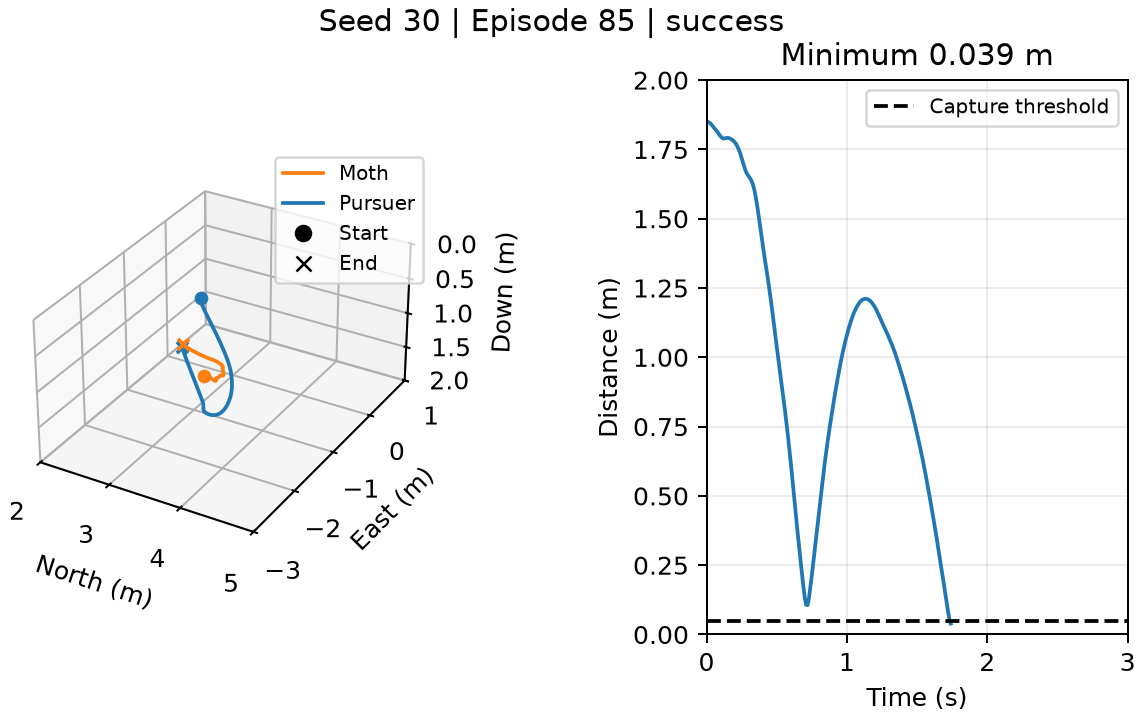 Seed 30 | Episode 85 | success
Moth
Pursuer
Start
End
0.0
0.5
1.0
1.5
2.0
Down (m)
1
0
−1
−2
−3
East (m)
2
3
4
5
North (m)
Minimum 0.039 m
Capture threshold
2.00
1.75
1.50
1.25
1.00
0.75
0.50
0.25
0.00
Distance (m)
0
1
2
3
Time (s)